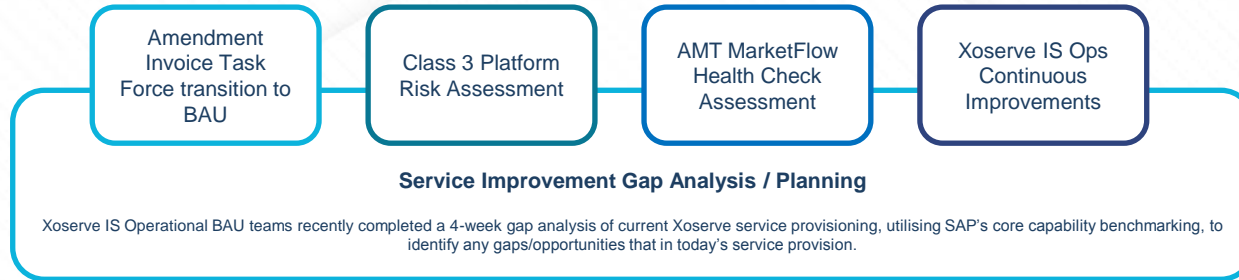 Amendment
Invoice Task
Force transition to
BAU
Class 3 Platform
Risk Assessment
AMT MarketFlow
Health Check
Assessment
Xoserve IS Ops
Continuous
Improvements
Service Improvement Gap Analysis / Planning
Xoserve IS Operational BAU teams recently completed a 4-week gap analysis of current Xoserve service provisioning, utilising SAP's core capability benchmarking, to
identify any gaps/opportunities that in today's service provision.